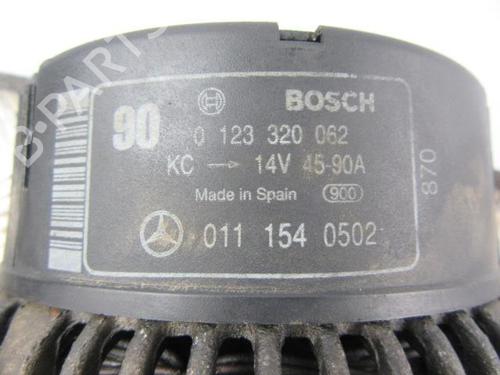 BOSCH
90 0 123 320 062
KC → 14V 45-90A
Made in Spain 900
011 154 0502
870
B-PARTS